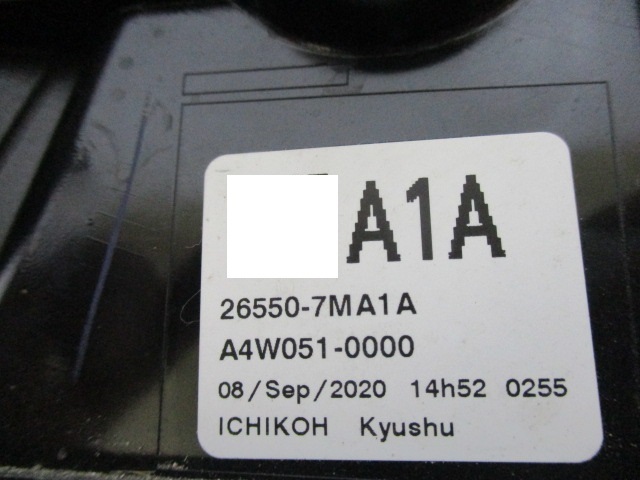 A1A
26550-7MA1A
A4W051-0000
08/Sep/2020 14h52 0255
ICHIKOH Kyushu